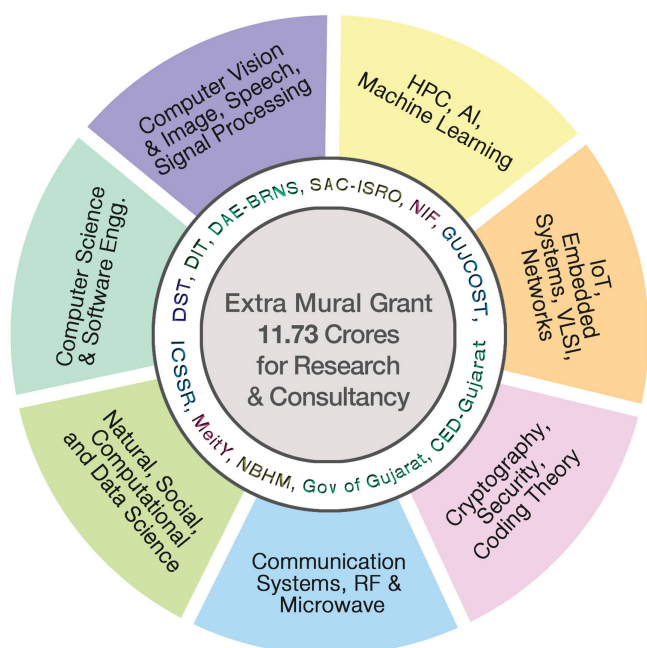 Computer Vision
& Image, Speech,
Signal Processing
HPC, AI,
Machine Learning
IoT,
Embedded
Systems, VLSI,
Networks
Cryptography,
Security,
Coding Theory
Communication
Systems, RF &
Microwave
Natural, Social,
Computational
and Data Science
Computer Science
& Software Engg.
DST, DIT, DAE-BRNS, SAC-ISRO, NIF, GUJCOST,
ICSSR, MeitY, NBHM, Gov of Gujarat, CED-Gujarat
Extra Mural Grant
11.73 Crores
for Research
& Consultancy